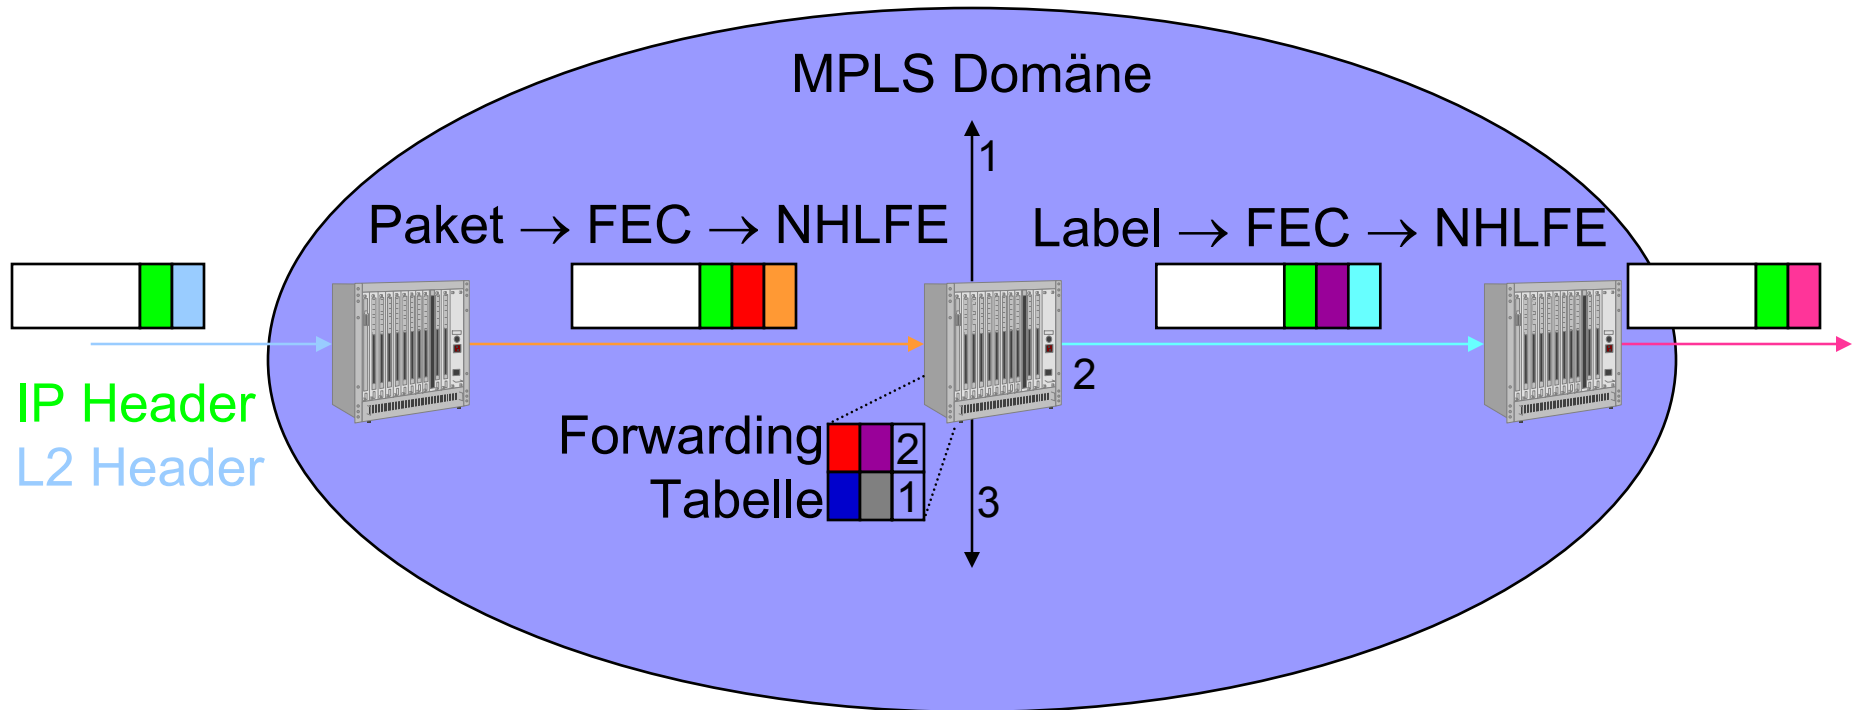 MPLS Domäne
1
Paket → FEC → NHLFE
Label → FEC → NHLFE
2
IP Header
L2 Header
Forwarding
2
Tabelle
1
3